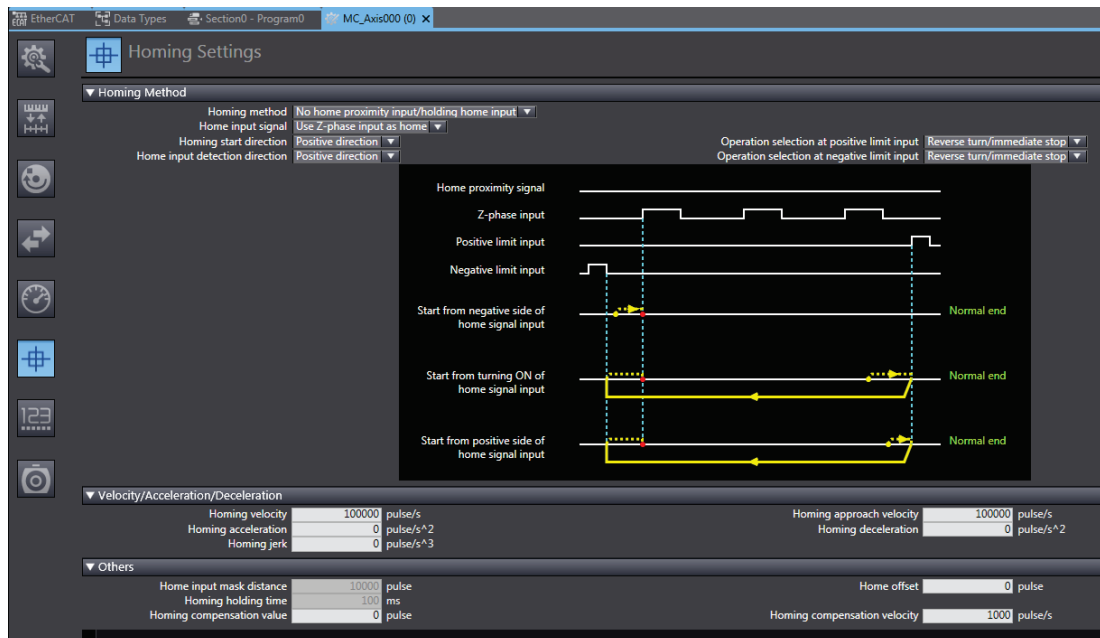 EtherCAT
Data Types
Section0 - Program0
MC_Axis000 (0)
Homing Settings
Homing Method
Homing method No home proximity input/holding home input
Home input signal Use Z-phase input as home
Homing start direction Positive direction
Operation selection at positive limit input Reverse turn/immediate stop
Home input detection direction Positive direction
Operation selection at negative limit input Reverse turn/immediate stop
Home proximity signal
Z-phase input
Positive limit input
Negative limit input
Start from negative side of
home signal input
Normal end
Start from turning ON of
home signal input
Normal end
Start from positive side of
home signal input
Normal end
Velocity/Acceleration/Deceleration
Homing velocity 100000 pulse/s
Homing approach velocity 100000 pulse/s
Homing acceleration 0 pulse/s^2
Homing deceleration 0 pulse/s^2
Homing jerk 0 pulse/s^3
Others
Home input mask distance 10000 pulse
Home offset 0 pulse
Homing holding time 100 ms
Homing compensation value 0 pulse
Homing compensation velocity 1000 pulse/s
123